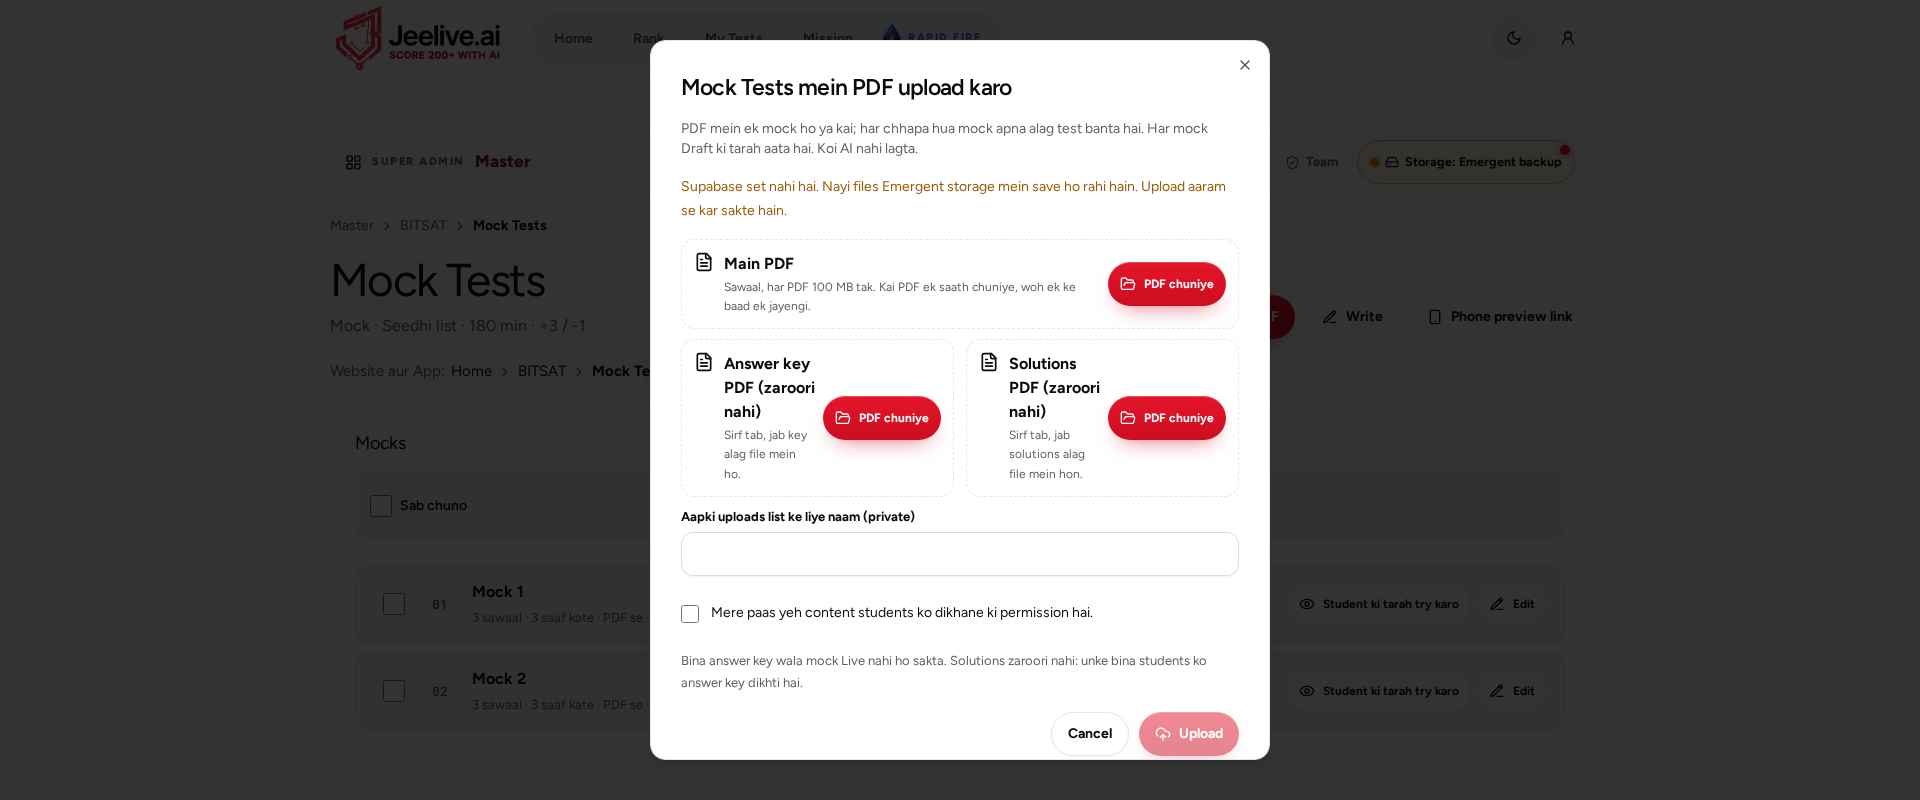 Jeelive.ai
SCORE 200+ WITH AI
Home
Rank
My Tests
Mission
RAPID FIRE
SUPER ADMIN Master
Team
Storage: Emergent backup
Master > BITSAT > Mock Tests
Mock Tests
Mock · Seedhi list · 180 min · +3 / -1
Write
Phone preview link
Website aur App: Home > BITSAT > Mock Te
Mocks
Sab chuno
01
Mock 1
3 sawaal · 3 saaf kate · PDF se
Student ki tarah try karo
Edit
02
Mock 2
3 sawaal · 3 saaf kate · PDF se
Student ki tarah try karo
Edit
Mock Tests mein PDF upload karo
PDF mein ek mock ho ya kai; har chhapa hua mock apna alag test banta hai. Har mock
Draft ki tarah aata hai. Koi AI nahi lagta.
Supabase set nahi hai. Nayi files Emergent storage mein save ho rahi hain. Upload aaram
se kar sakte hain.
Main PDF
Sawaal, har PDF 100 MB tak. Kai PDF ek saath chuniye, woh ek ke
baad ek jayengi.
PDF chuniye
Answer key
PDF (zaroori
nahi)
Sirf tab, jab key
alag file mein
ho.
PDF chuniye
Solutions
PDF (zaroori
nahi)
Sirf tab, jab
solutions alag
file mein hon.
PDF chuniye
Aapki uploads list ke liye naam (private)
Mere paas yeh content students ko dikhane ki permission hai.
Bina answer key wala mock Live nahi ho sakta. Solutions zaroori nahi: unke bina students ko
answer key dikhti hai.
Cancel
Upload